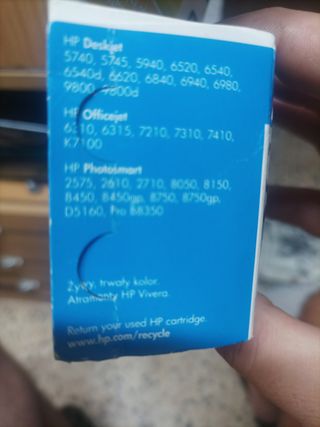 HP Deskjet
5740, 5745, 5940, 6520, 6540,
6540d, 6620, 6840, 6940, 6980,
9800, 9800d
HP Officejet
6310, 6315, 7210, 7310, 7410,
K7100
HP Photosmart
2575, 2610, 2710, 8050, 8150,
8450, 8450gp, 8750, 8750gp,
D5160, Pro B8350
Żywy, trwały kolor.
Atramenty HP Vivera.
Return your used HP cartridge.
www.hp.com/recycle